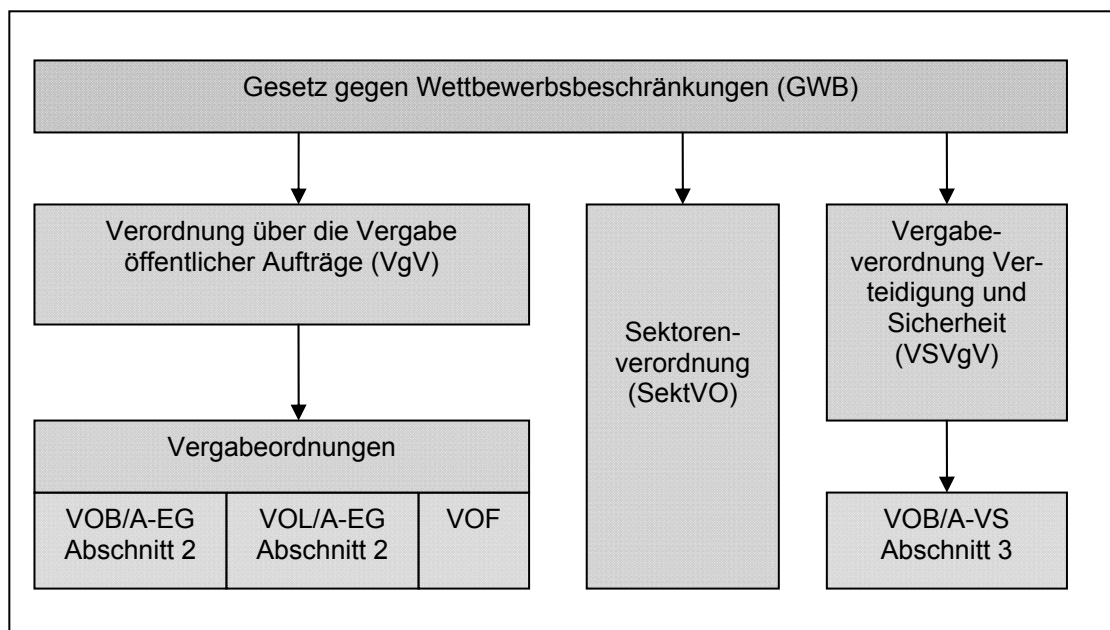 Gesetz gegen Wettbewerbsbeschränkungen (GWB)
Verordnung über die Vergabe
öffentlicher Aufträge (VgV)
Sektoren-
verordnung
(SektVO)
Vergabe-
verordnung Ver-
teidigung und
Sicherheit
(VSVgV)
Vergabeordnungen
VOB/A-EG
Abschnitt 2
VOL/A-EG
Abschnitt 2
VOF
VOB/A-VS
Abschnitt 3